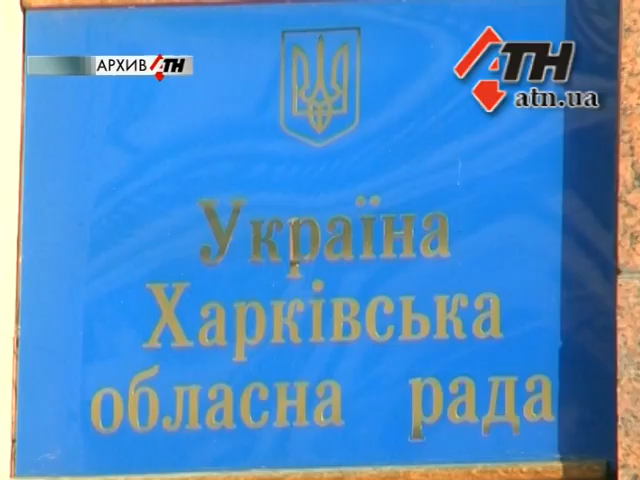 АРХИВ АТН
АТН
atn.ua
Україна
Харківська
обласна рада